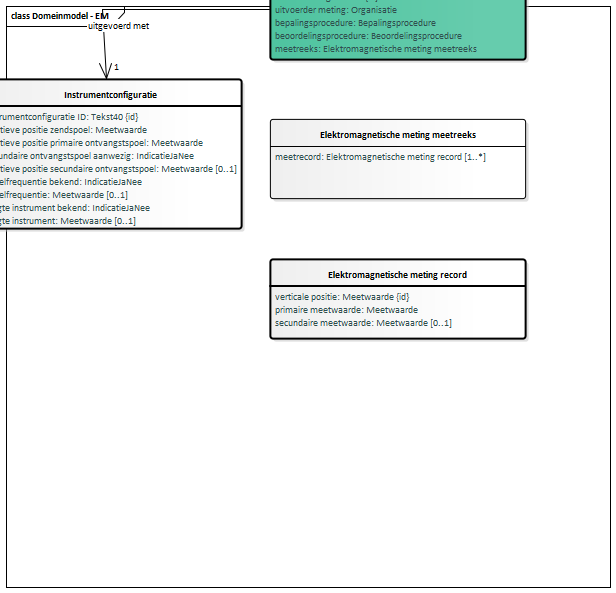 class Domeinmodel - EM
uitgevoerd met
1
uitvoerder meting: Organisatie
bepalingsprocedure: Bepalingsprocedure
beoordelingsprocedure: Beoordelingsprocedure
meetreeks: Elektromagnetische meting meetreeks
Instrumentconfiguratie
rumentconfiguratie ID: Tekst40 {id}
tieve positie zendspoel: Meetwaarde
tieve positie primaire ontvangstspoel: Meetwaarde
undaire ontvangstspoel aanwezig: IndicatieJaNee
tieve positie secundaire ontvangstspoel: Meetwaarde [0..1]
elfrequentie bekend: IndicatieJaNee
elfrequentie: Meetwaarde [0..1]
gte instrument bekend: IndicatieJaNee
gte instrument: Meetwaarde [0..1]
Elektromagnetische meting meetreeks
meetrecord: Elektromagnetische meting record [1..*]
Elektromagnetische meting record
verticale positie: Meetwaarde {id}
primaire meetwaarde: Meetwaarde
secundaire meetwaarde: Meetwaarde [0..1]